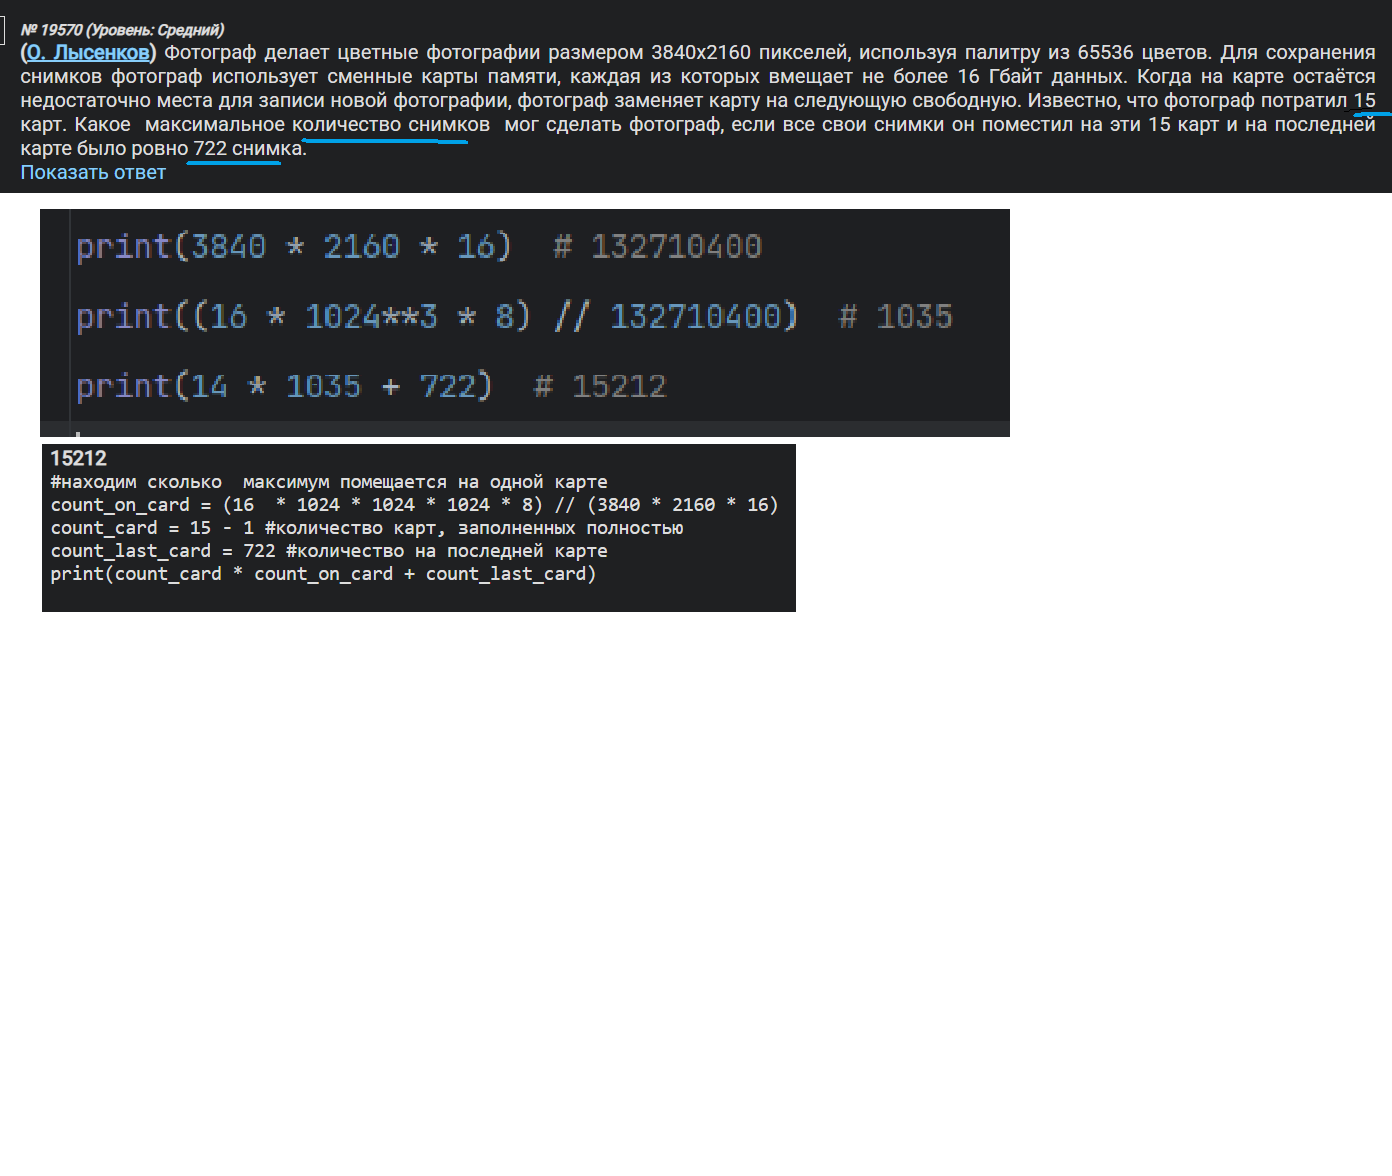 № 19570 (Уровень: Средний)
(О. Лысенков) Фотограф делает цветные фотографии размером 3840x2160 пикселей, используя палитру из 65536 цветов. Для сохранения
снимков фотограф использует сменные карты памяти, каждая из которых вмещает не более 16 Гбайт данных. Когда на карте остаётся
недостаточно места для записи новой фотографии, фотограф заменяет карту на следующую свободную. Известно, что фотограф потратил 15
карт. Какое максимальное количество снимков мог сделать фотограф, если все свои снимки он поместил на эти 15 карт и на последней
карте было ровно 722 снимка.
Показать ответ
print(3840 * 2160 * 16)  # 132710400
print((16 * 1024**3 * 8) // 132710400)  # 1035
print(14 * 1035 + 722)  # 15212
15212
#находим сколько  максимум помещается на одной карте
count_on_card = (16  * 1024 * 1024 * 1024 * 8) // (3840 * 2160 * 16)
count_card = 15 - 1 #количество карт, заполненных полностью
count_last_card = 722 #количество на последней карте
print(count_card * count_on_card + count_last_card)